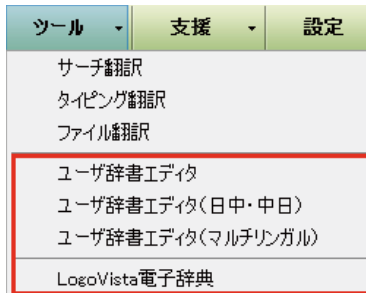 ツール 支援 設定
サーチ翻訳
タイピング翻訳
ファイル翻訳
ユーザ辞書エディタ
ユーザ辞書エディタ(日中・中日)
ユーザ辞書エディタ(マルチリンガル)
LogoVista電子辞典